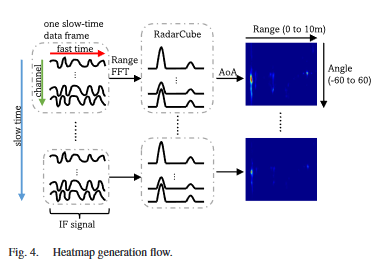 one slow-time
data frame
fast time
channel
slow time
Range
FFT
RadarCube
AoA
Range (0 to 10m)
Angle
(-60 to 60)
IF signal
Fig. 4. Heatmap generation flow.